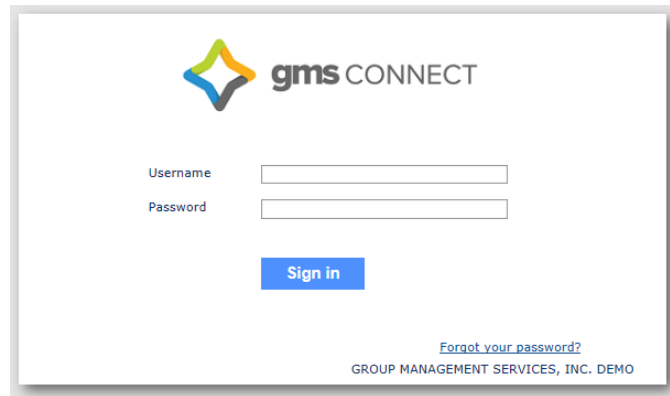 gms CONNECT
Username
Password
Sign in
Forgot your password?
GROUP MANAGEMENT SERVICES, INC. DEMO